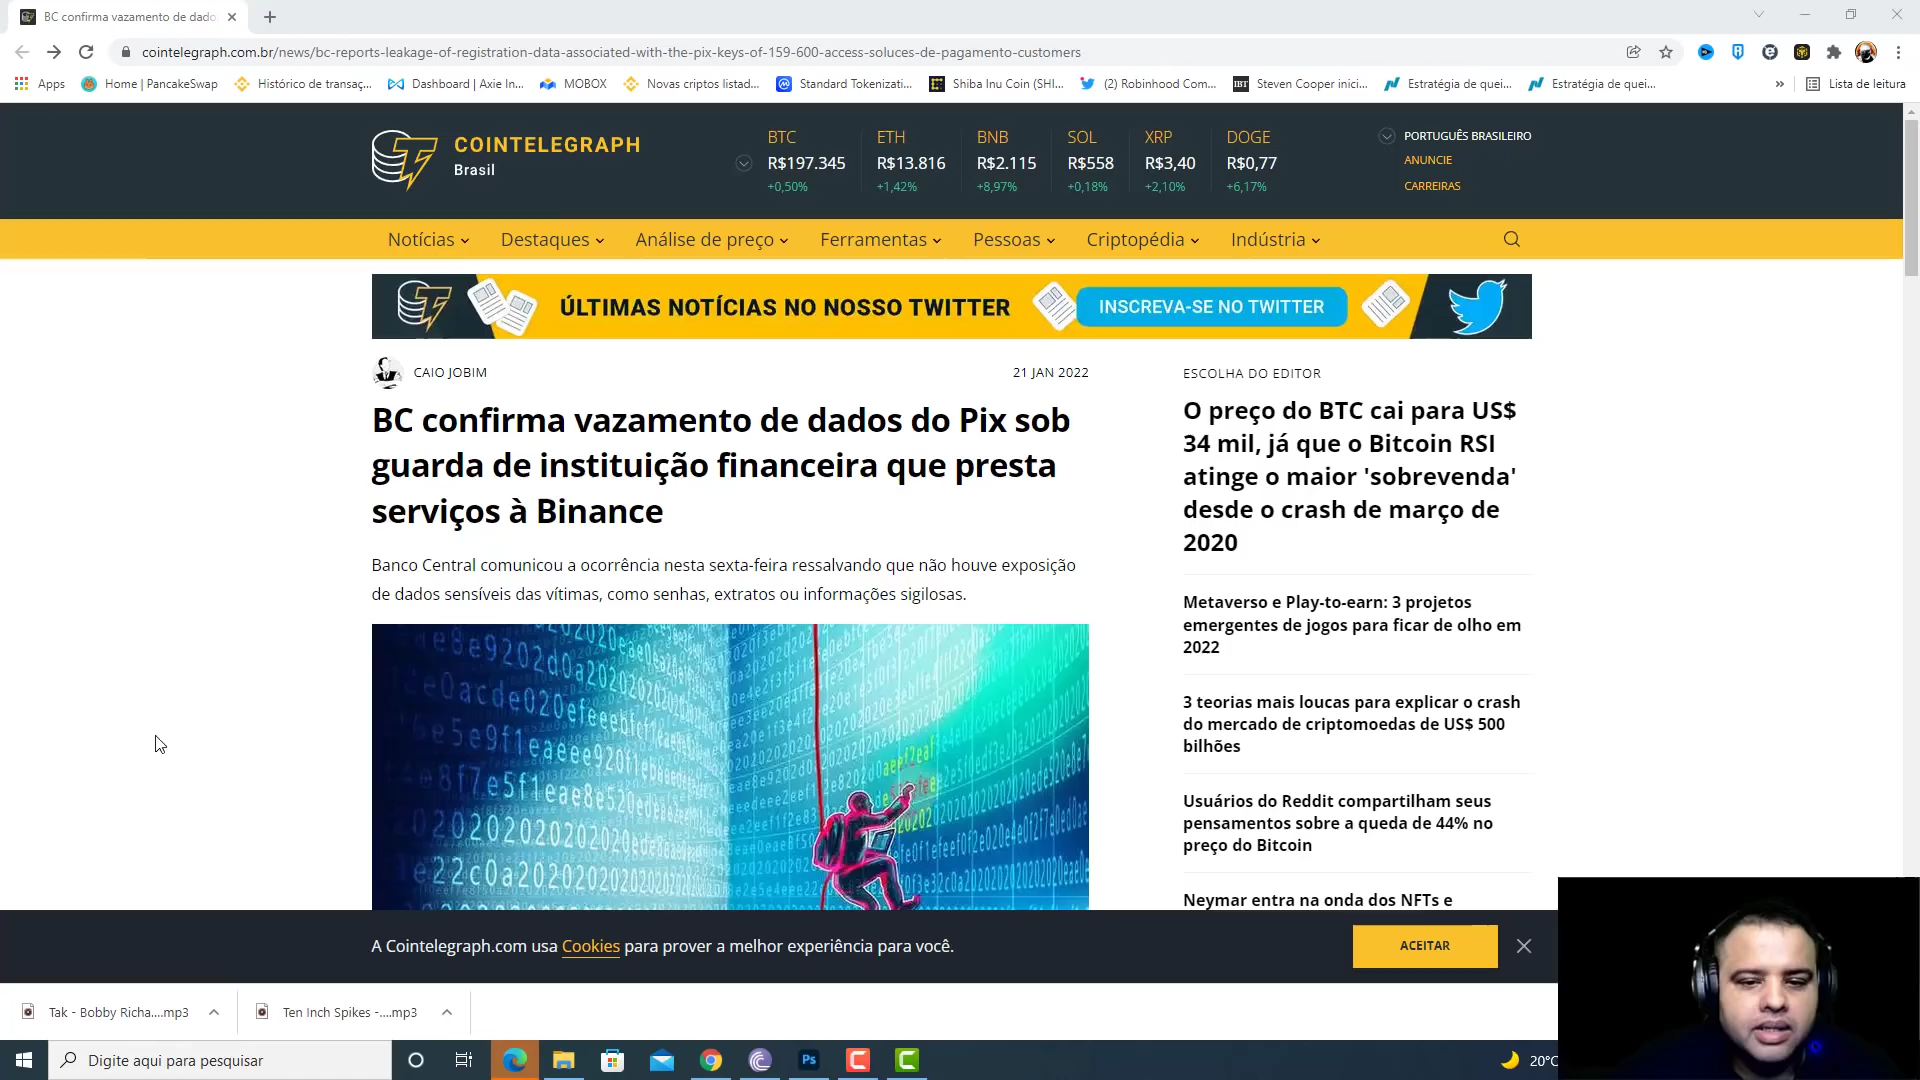 BC confirma vazamento de dado
cointelegraph.com.br/news/bc-reports-leakage-of-registration-data-associated-with-the-pix-keys-of-159-600-access-soluces-de-pagamento-customers
Apps
Home | PancakeSwap
Histórico de transaç...
Dashboard | Axie In...
MOBOX
Novas criptos listad...
Standard Tokenizati...
Shiba Inu Coin (SHI...
(2) Robinhood Com...
Steven Cooper inici...
Estratégia de quei...
Estratégia de quei...
Lista de leitura
COINTELEGRAPH
Brasil
BTC ETH BNB SOL XRP DOGE
R$197.345 R$13.816 R$2.115 R$558 R$3,40 R$0,77
+0,50% +1,42% +8,97% +0,18% +2,10% +6,17%
PORTUGUÊS BRASILEIRO
ANUNCIE
CARREIRAS
Notícias Destaques Análise de preço Ferramentas Pessoas Criptopédia Indústria
ÚLTIMAS NOTÍCIAS NO NOSSO TWITTER
INSCREVA-SE NO TWITTER
CAIO JOBIM
21 JAN 2022
BC confirma vazamento de dados do Pix sob
guarda de instituição financeira que presta
serviços à Binance
Banco Central comunicou a ocorrência nesta sexta-feira ressalvando que não houve exposição
de dados sensíveis das vítimas, como senhas, extratos ou informações sigilosas.
ESCOLHA DO EDITOR
O preço do BTC cai para US$
34 mil, já que o Bitcoin RSI
atinge o maior 'sobrevenda'
desde o crash de março de
2020
Metaverso e Play-to-earn: 3 projetos
emergentes de jogos para ficar de olho em
2022
3 teorias mais loucas para explicar o crash
do mercado de criptomoedas de US$ 500
bilhões
Usuários do Reddit compartilham seus
pensamentos sobre a queda de 44% no
preço do Bitcoin
Neymar entra na onda dos NFTs e
A Cointelegraph.com usa Cookies para prover a melhor experiência para você.
ACEITAR
Tak - Bobby Richa....mp3
Ten Inch Spikes -....mp3
Digite aqui para pesquisar
20°C